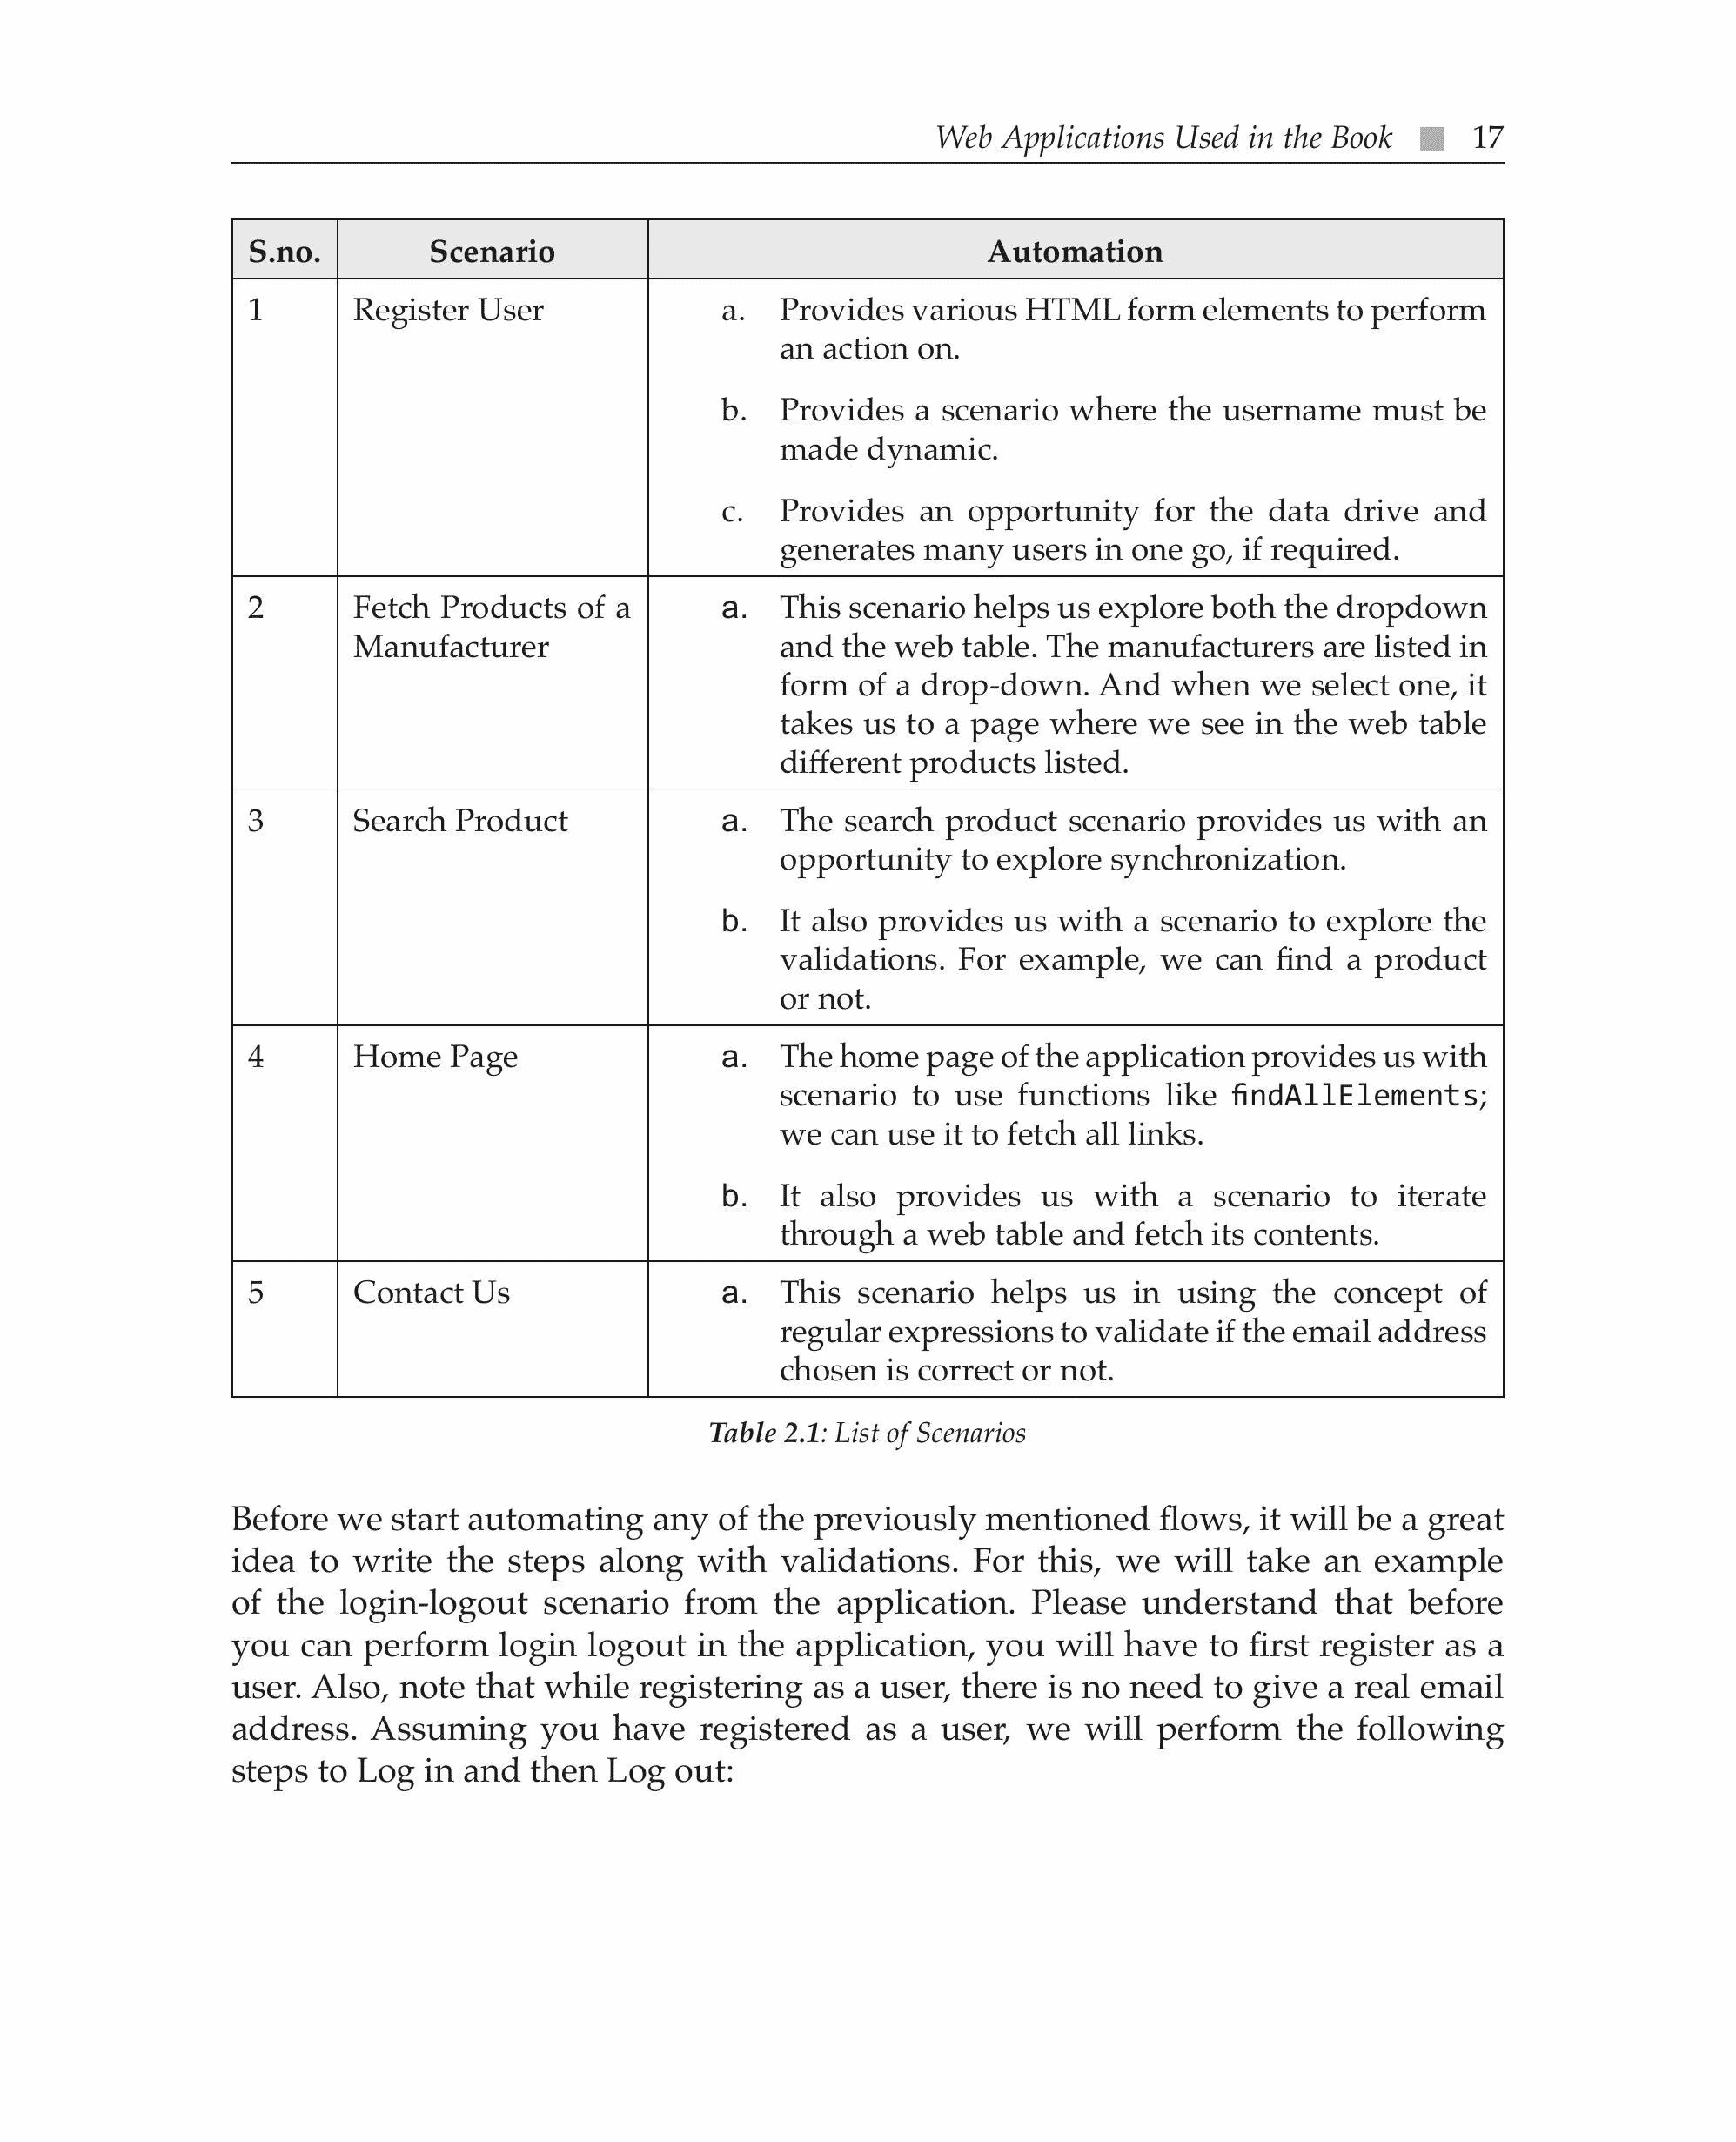 Web Applications Used in the Book 17
S.no. Scenario Automation
1 Register User a. Provides various HTML form elements to perform
an action on.
b. Provides a scenario where the username must be
made dynamic.
c. Provides an opportunity for the data drive and
generates many users in one go, if required.
2 Fetch Products of a a. This scenario helps us explore both the dropdown
Manufacturer and the web table. The manufacturers are listed in
form of a drop-down. And when we select one, it
takes us to a page where we see in the web table
different products listed.
3 Search Product a. The search product scenario provides us with an
opportunity to explore synchronization.
b. It also provides us with a scenario to explore the
validations. For example, we can find a product
or not.
4 Home Page a. The home page of the application provides us with
scenario to use functions like findAllElements;
we can use it to fetch all links.
b. It also provides us with a scenario to iterate
through a web table and fetch its contents.
5 Contact Us a. This scenario helps us in using the concept of
regular expressions to validate if the email address
chosen is correct or not.
Table 2.1: List of Scenarios
Before we start automating any of the previously mentioned flows, it will be a great
idea to write the steps along with validations. For this, we will take an example
of the login-logout scenario from the application. Please understand that before
you can perform login logout in the application, you will have to first register as a
user. Also, note that while registering as a user, there is no need to give a real email
address. Assuming you have registered as a user, we will perform the following
steps to Log in and then Log out: